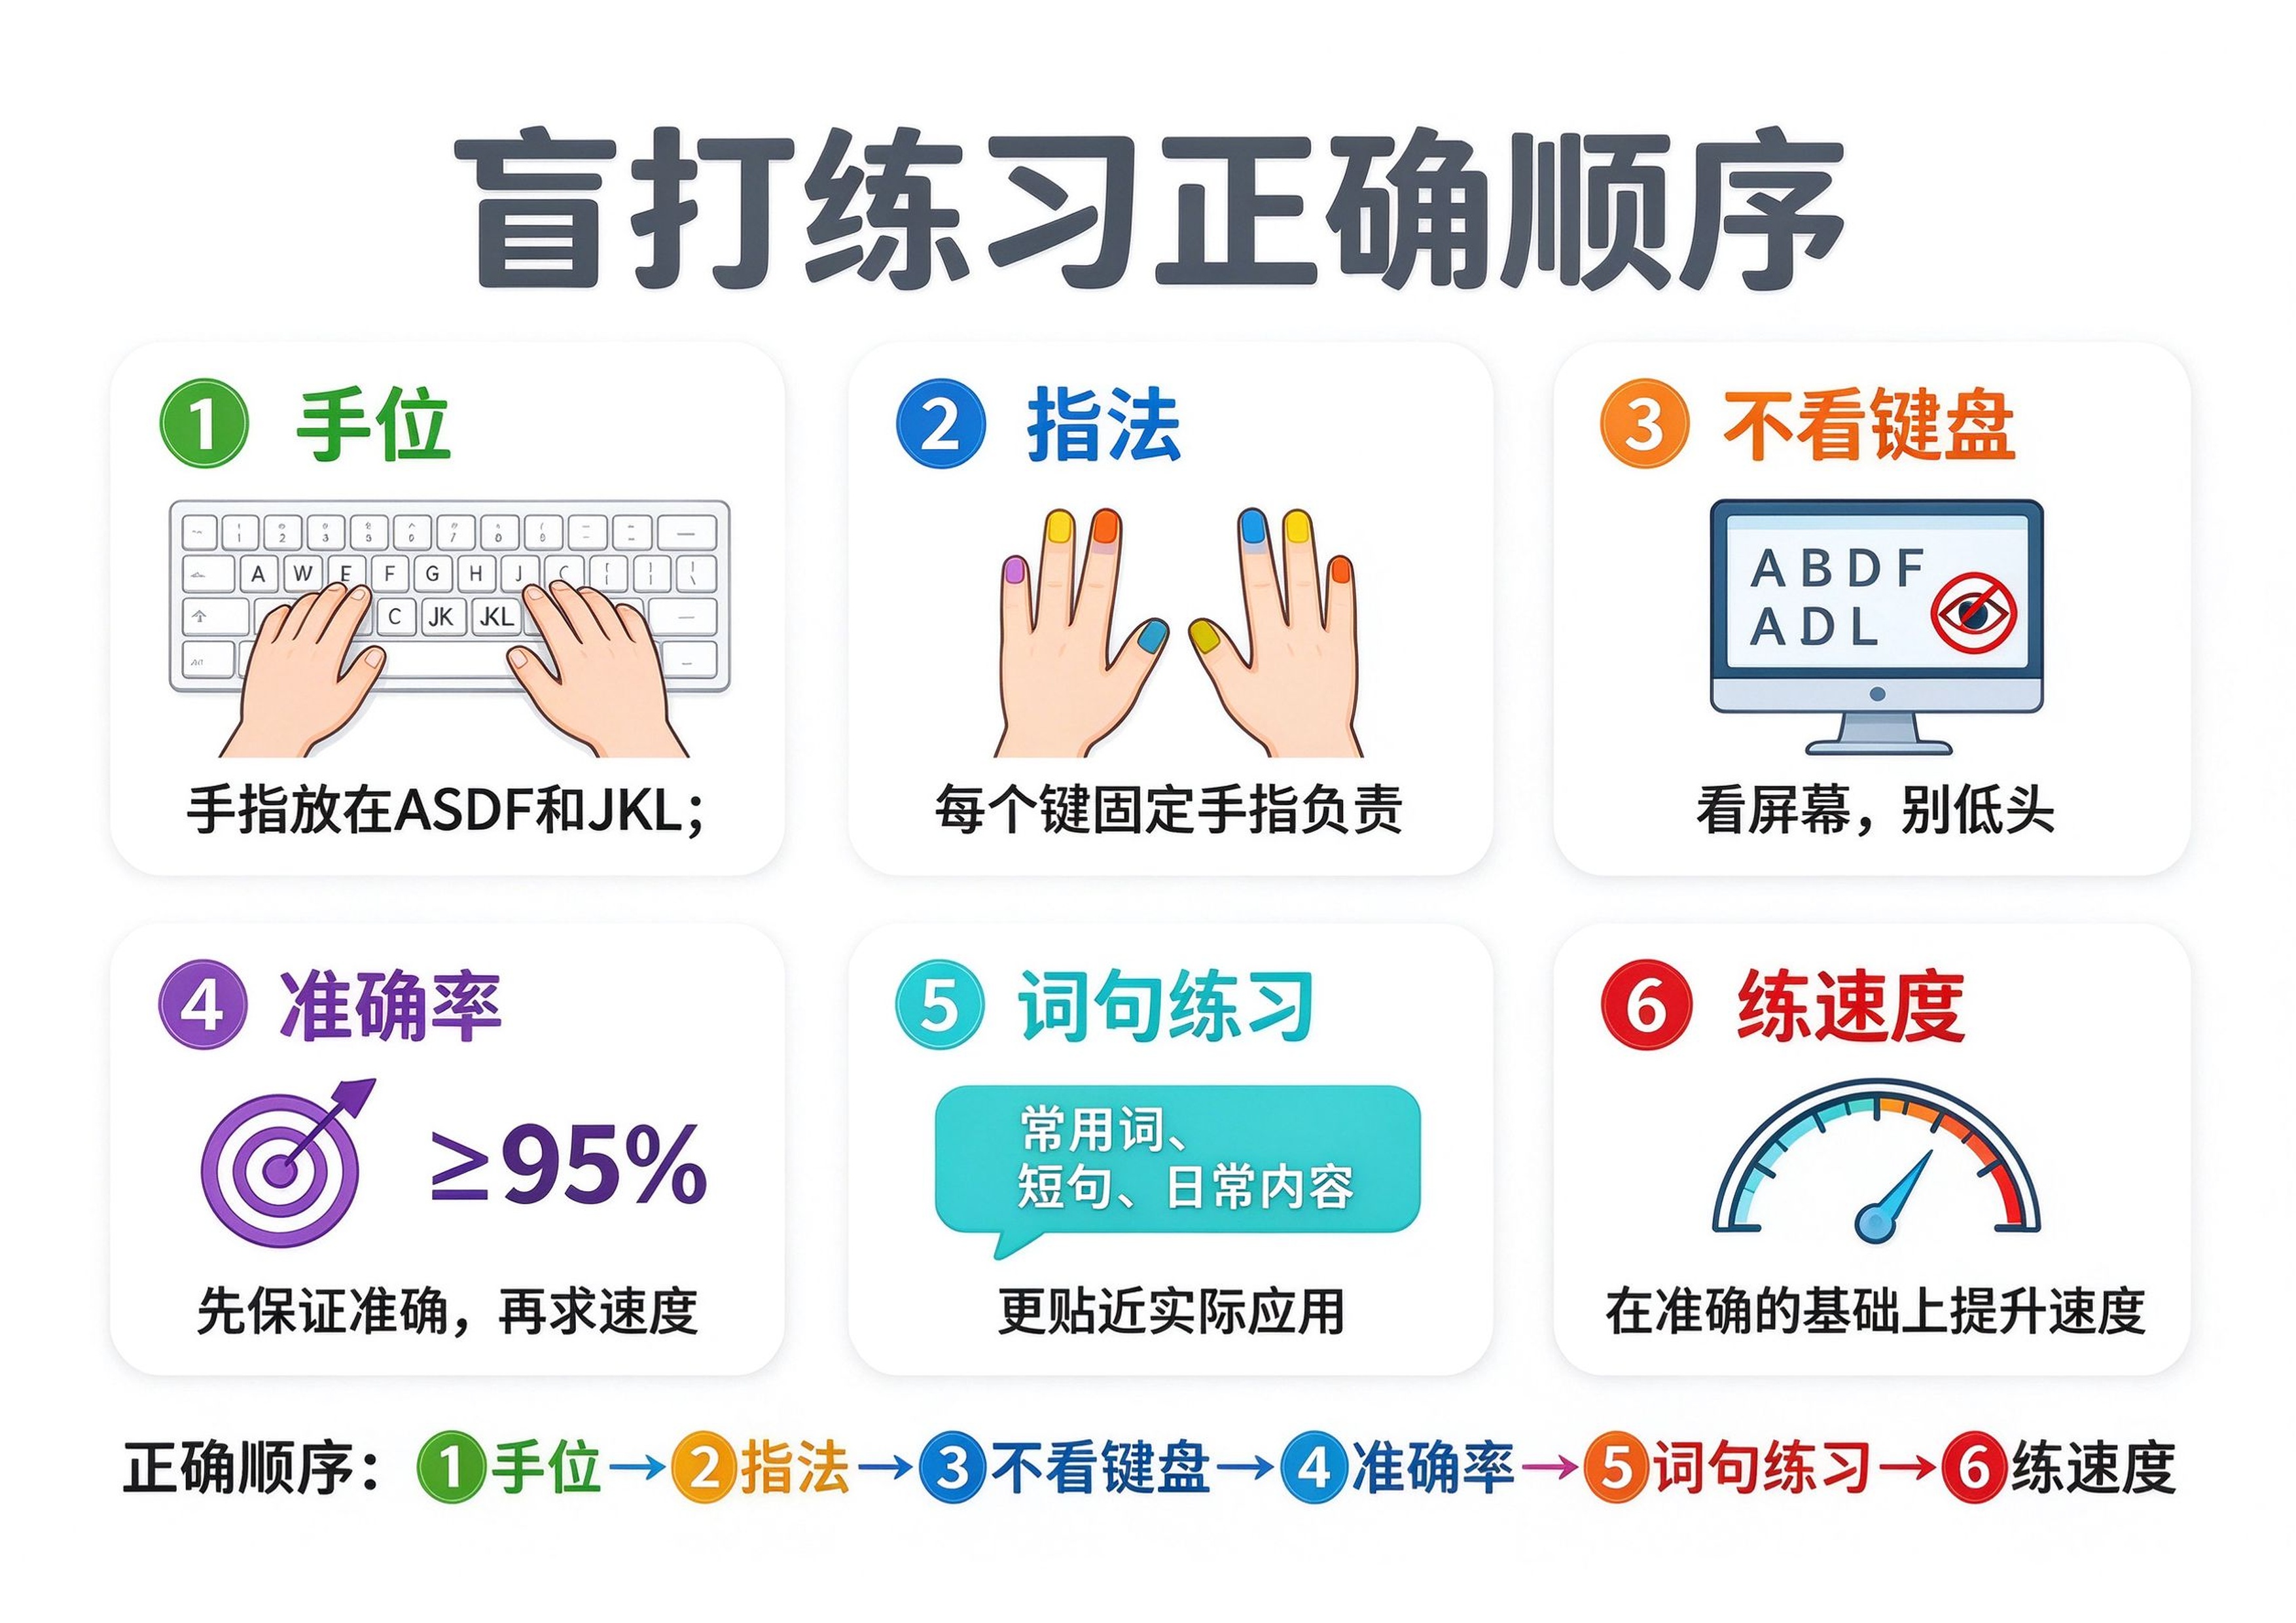 盲打练习正确顺序
1 手位
A W E F G H J
C JK JKL
手指放在ASDF和JKL；
2 指法
每个键固定手指负责
3 不看键盘
A B D F
A D L
看屏幕，别低头
4 准确率
≥95%
先保证准确，再求速度
5 词句练习
常用词、
短句、日常内容
更贴近实际应用
6 练速度
在准确的基础上提升速度
正确顺序：1手位→2指法→3不看键盘→4准确率→5词句练习→6练速度